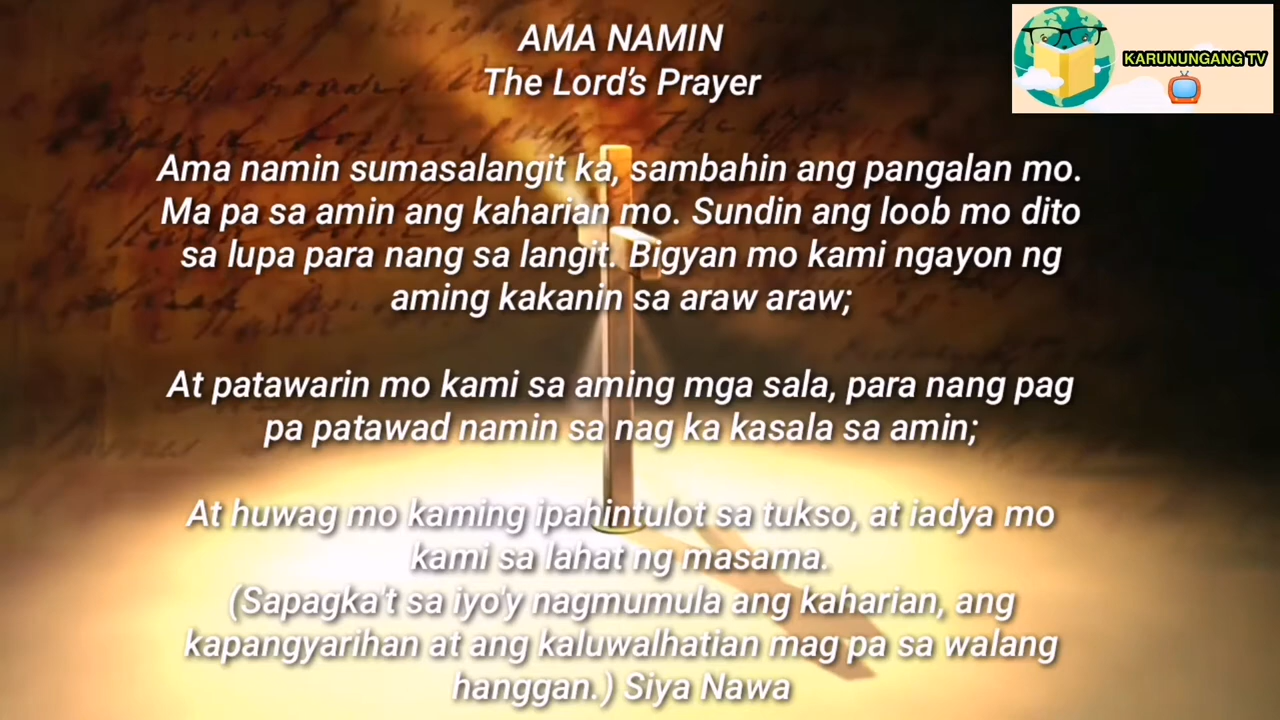 AMA NAMIN
The Lord's Prayer
KARUNUNGANG TV
Ama namin sumasalangit ka, sambahin ang pangalan mo.
Ma pa sa amin ang kaharian mo. Sundin ang loob mo dito
sa lupa para nang sa langit. Bigyan mo kami ngayon ng
aming kakanin sa araw araw;
At patawarin mo kami sa aming mga sala, para nang pag
pa patawad namin sa nag ka kasala sa amin;
At huwag mo kaming ipahintulot sa tukso, at iadya mo
kami sa lahat ng masama.
(Sapagka't sa iyo'y nagmumula ang kaharian, ang
kapangyarihan at ang kaluwalhatian mag pa sa walang
hanggan.) Siya Nawa